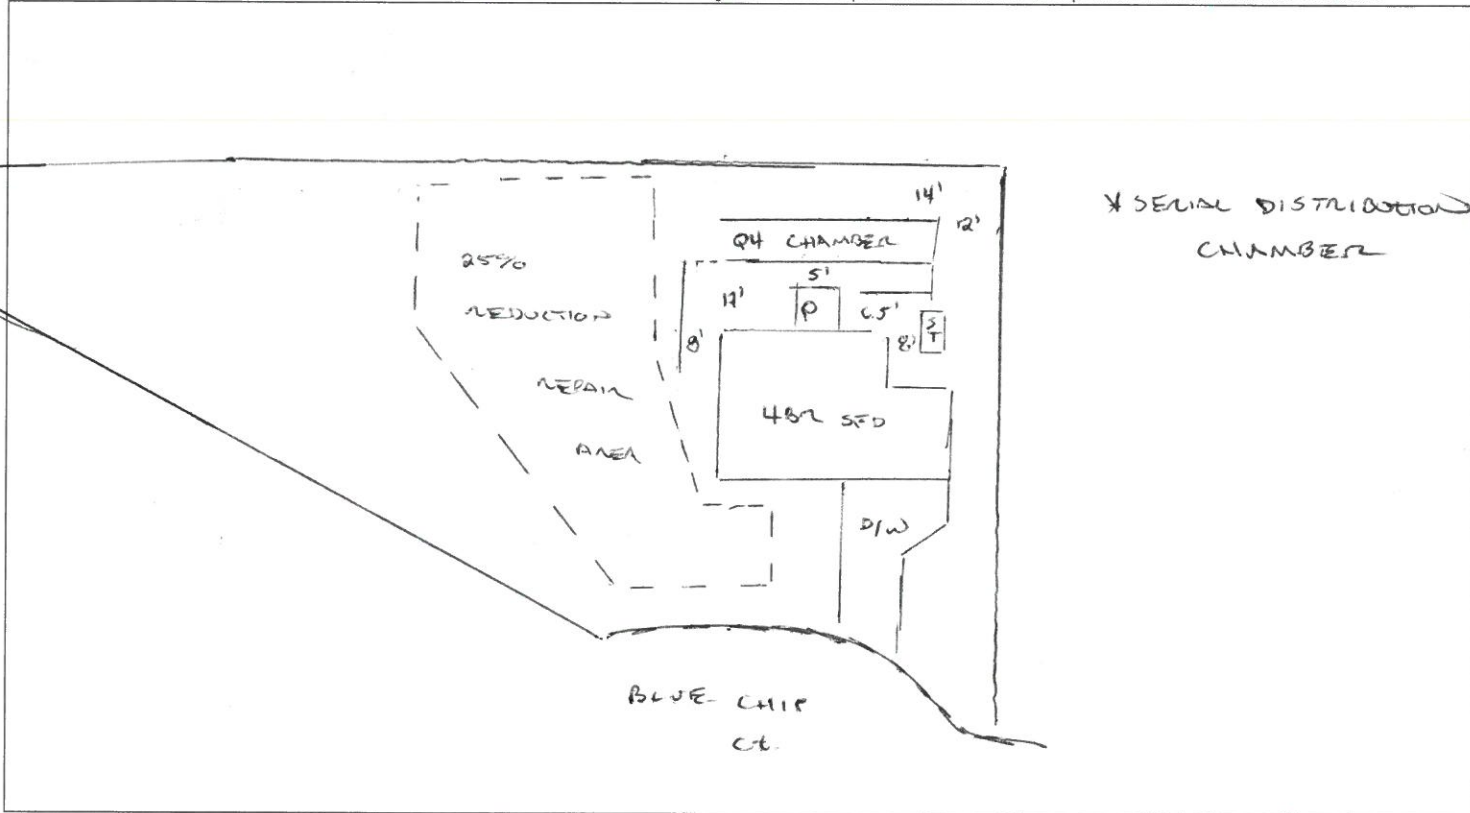 14'
12'
* SERIAL DISTRIBUTION
CHAMBER
Q4 CHAMBER
25%
REDUCTION
REPAIR
AREA
5'
17'
P
6.5'
ST
8'
8'
4BR SFD
D/W
BLUE CHIP
Ct.